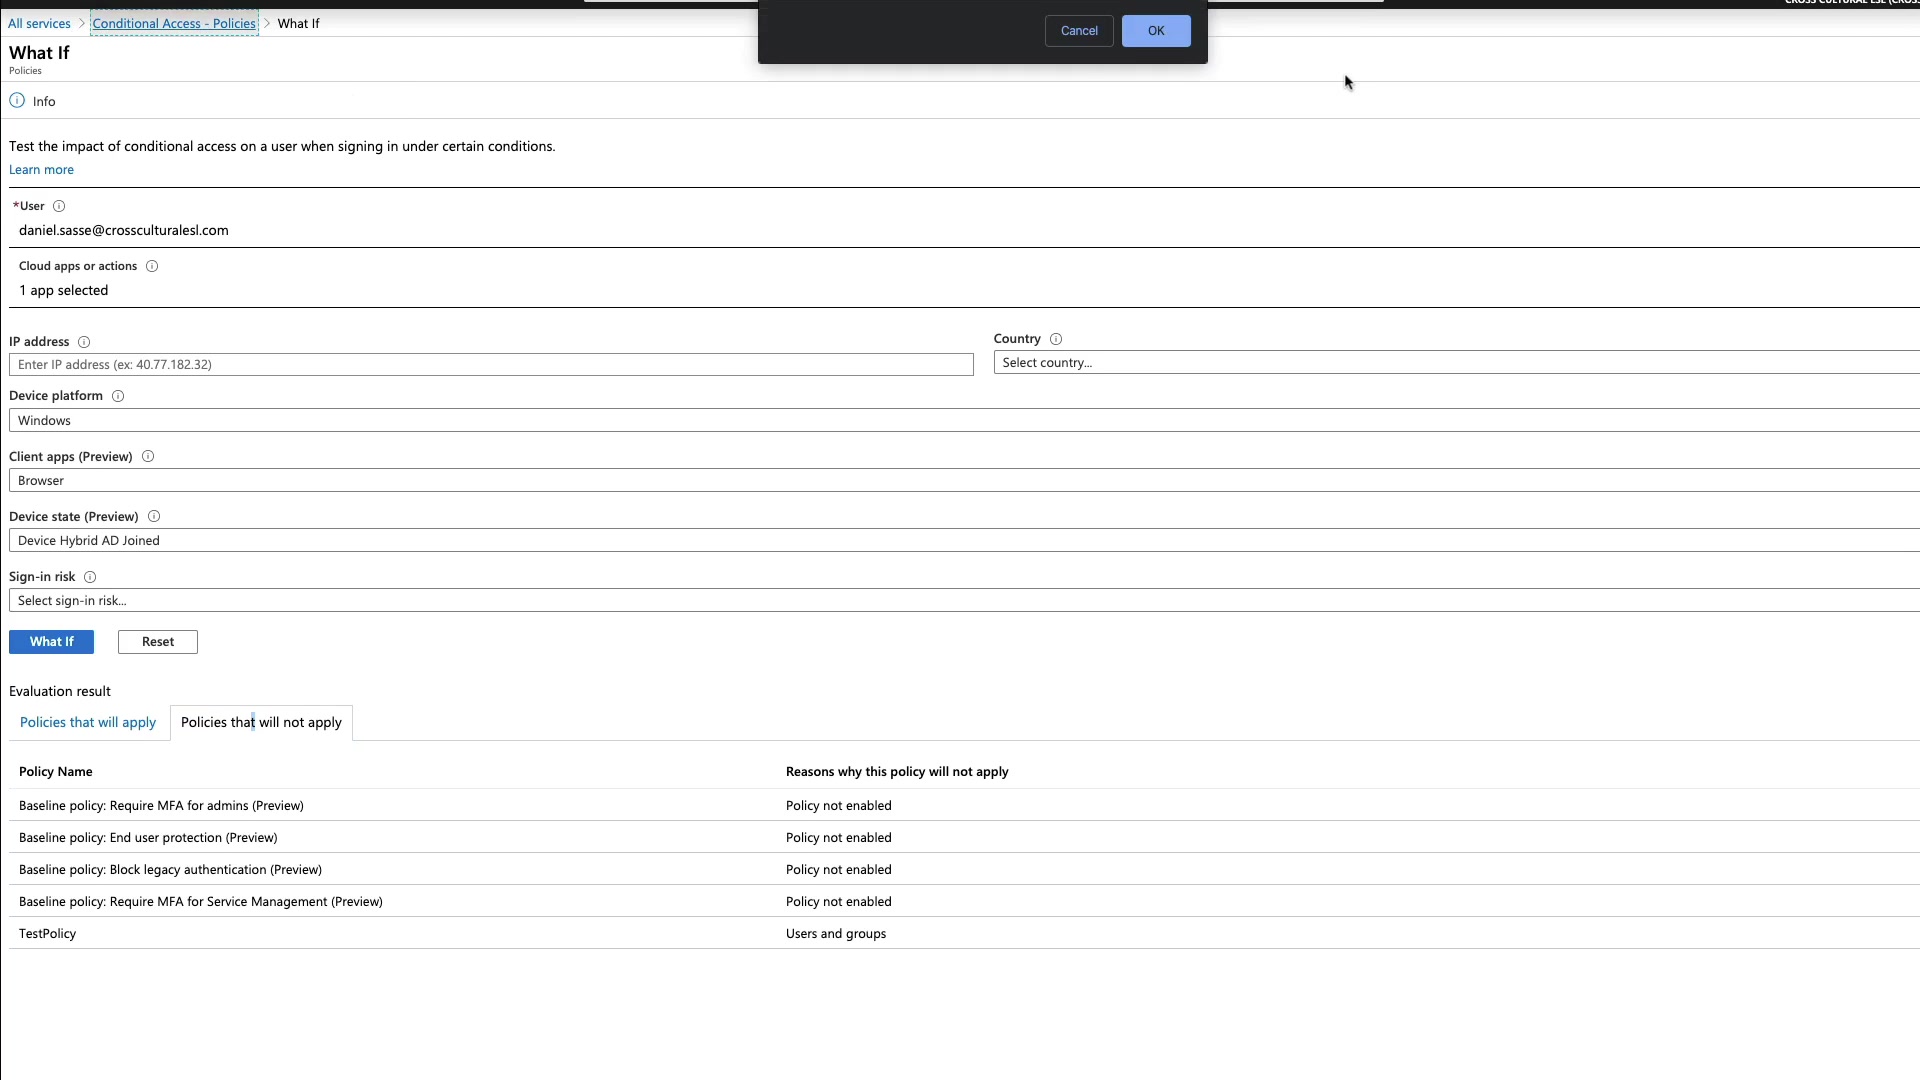 All services > Conditional Access - Policies > What If
Cancel
OK
What If
Policies
Info
Test the impact of conditional access on a user when signing in under certain conditions.
Learn more
*User
daniel.sasse@crossculturalesl.com
Cloud apps or actions
1 app selected
IP address
Enter IP address (ex: 40.77.182.32)
Country
Select country...
Device platform
Windows
Client apps (Preview)
Browser
Device state (Preview)
Device Hybrid AD Joined
Sign-in risk
Select sign-in risk...
What If
Reset
Evaluation result
Policies that will apply
Policies that will not apply
Policy Name
Reasons why this policy will not apply
Baseline policy: Require MFA for admins (Preview)
Policy not enabled
Baseline policy: End user protection (Preview)
Policy not enabled
Baseline policy: Block legacy authentication (Preview)
Policy not enabled
Baseline policy: Require MFA for Service Management (Preview)
Policy not enabled
TestPolicy
Users and groups